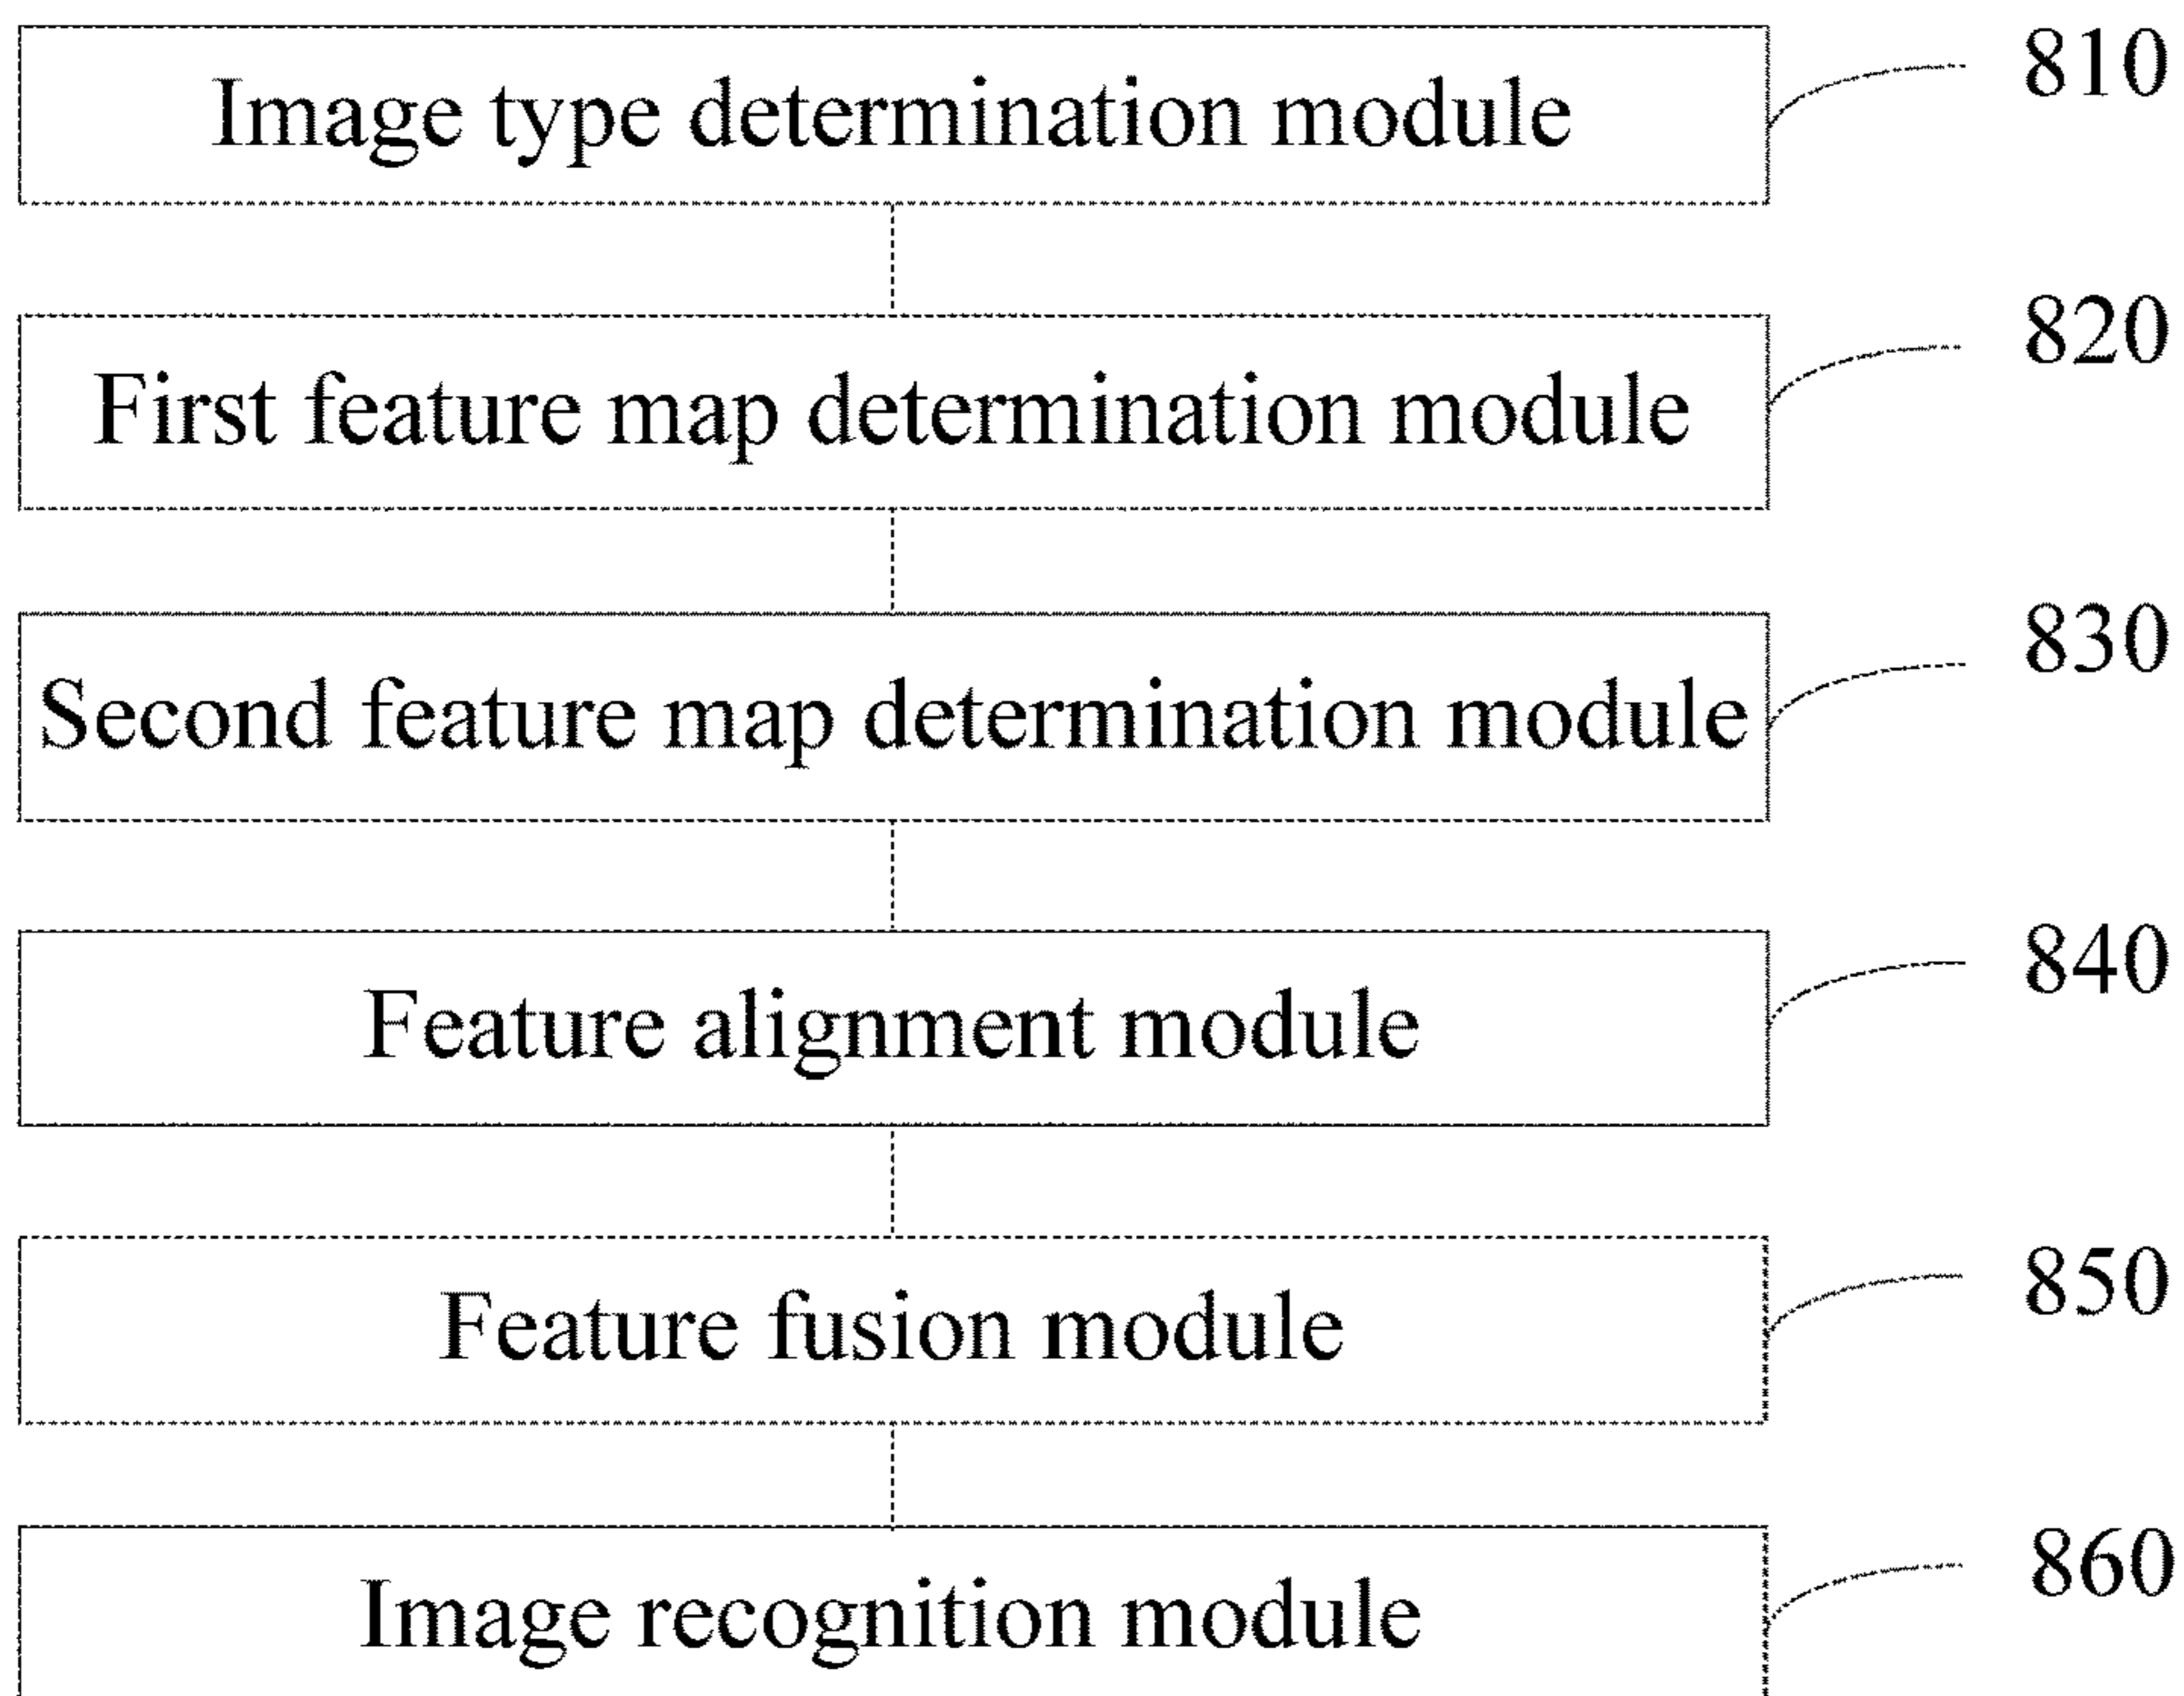 Image type determination module 810
First feature map determination module 820
Second feature map determination module 830
Feature alignment module 840
Feature fusion module 850
Image recognition module 860